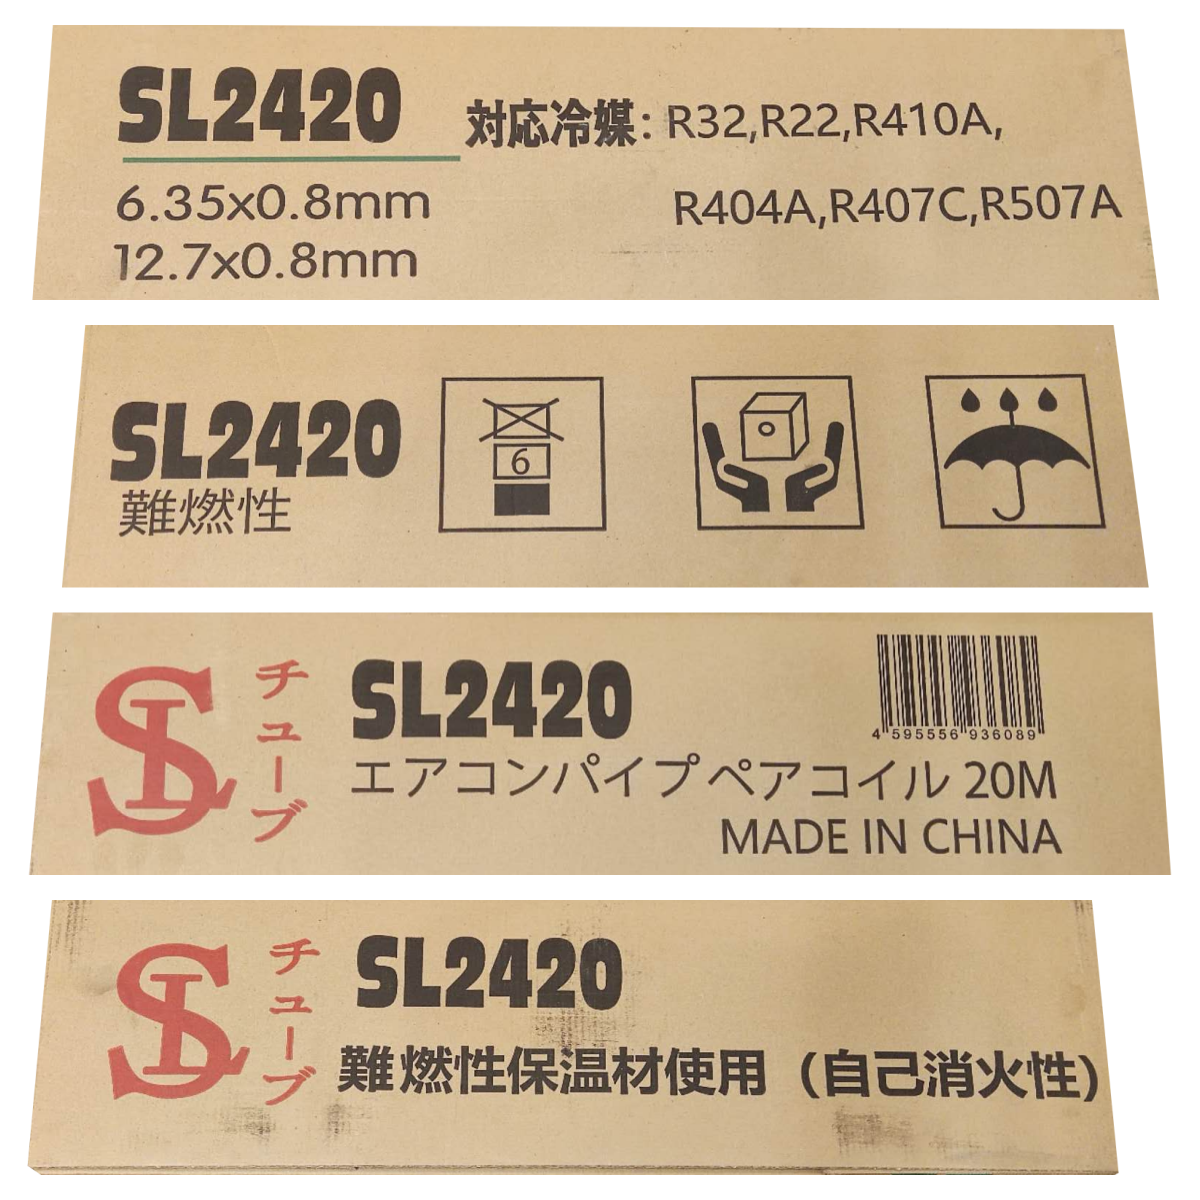 SL2420
対応冷媒: R32,R22,R410A,
R404A,R407C,R507A
6.35x0.8mm
12.7x0.8mm
SL2420
難燃性
6
SL
チューブ
SL2420
エアコンパイプペアコイル 20M
MADE IN CHINA
4 595556 936089
SL
チューブ
SL2420
難燃性保温材使用（自己消火性）